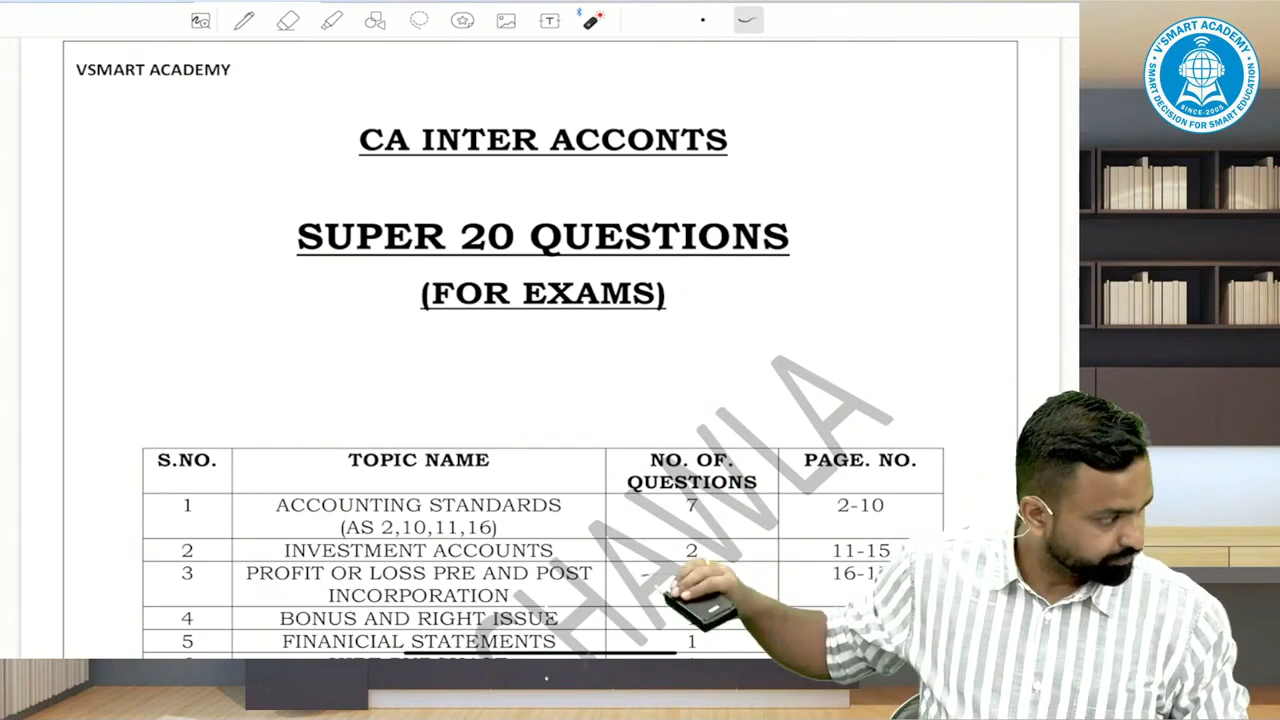 VSMART ACADEMY
CA INTER ACCONTS
SUPER 20 QUESTIONS
(FOR EXAMS)
S.NO. TOPIC NAME NO. OF. QUESTIONS PAGE. NO.
1 ACCOUNTING STANDARDS (AS 2,10,11,16) 7 2-10
2 INVESTMENT ACCOUNTS 2 11-15
3 PROFIT OR LOSS PRE AND POST INCORPORATION
4 BONUS AND RIGHT ISSUE
5 FINANICIAL STATEMENTS 1
V'SMART ACADEMY
SINCE-2005
SMART DECISION FOR SMART EDUCATION